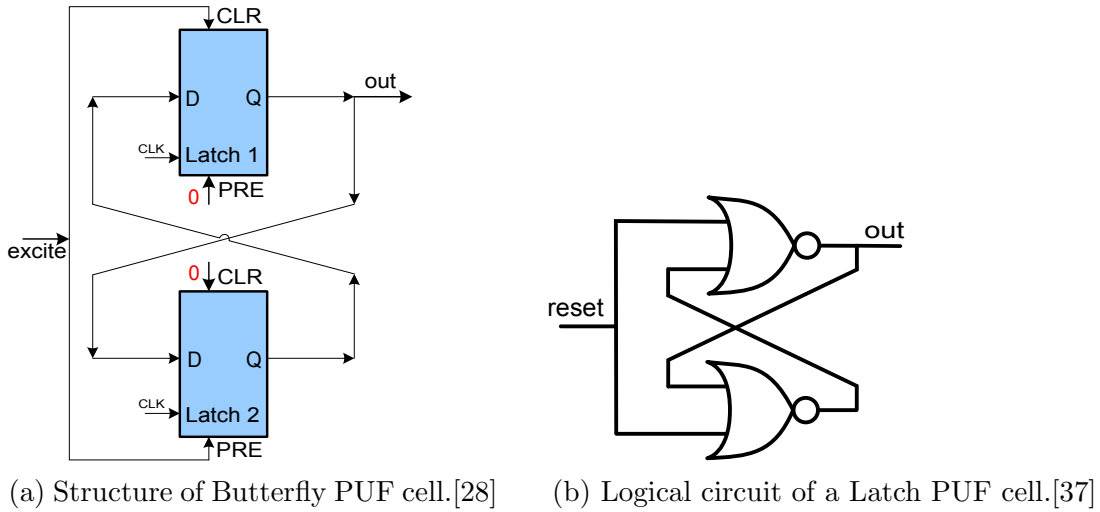 CLR
D
Q
out
CLK
Latch 1
0
PRE
excite
0
CLR
D
Q
CLK
Latch 2
PRE
out
reset
(a) Structure of Butterfly PUF cell.[28]
(b) Logical circuit of a Latch PUF cell.[37]